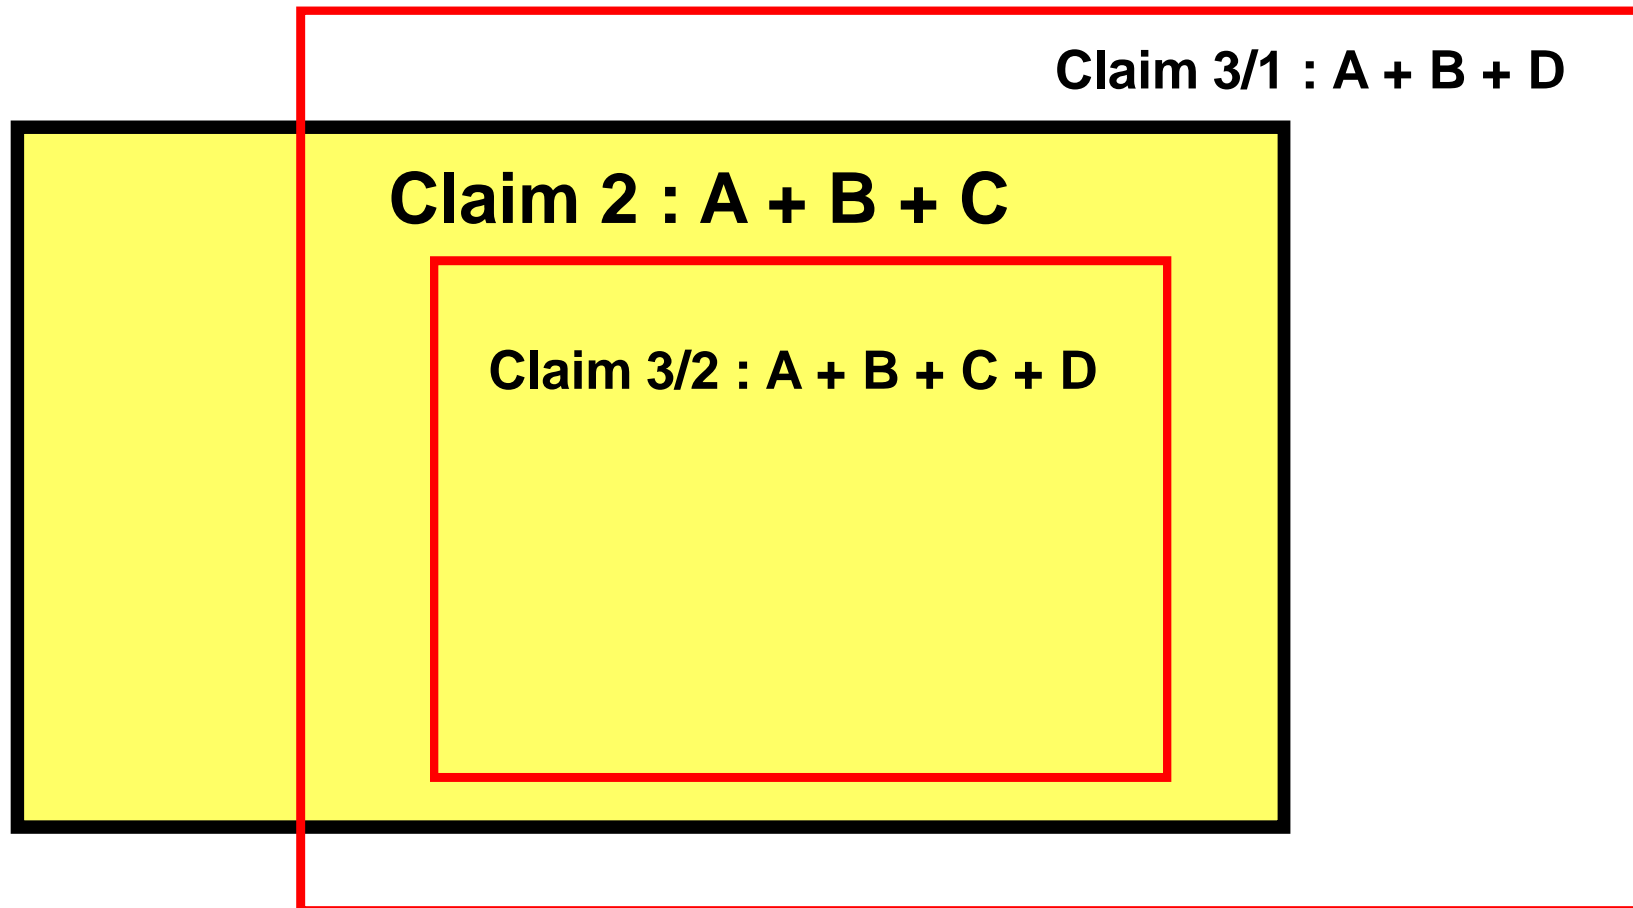 Claim 3/1 : A + B + D
Claim 2 : A + B + C
Claim 3/2 : A + B + C + D